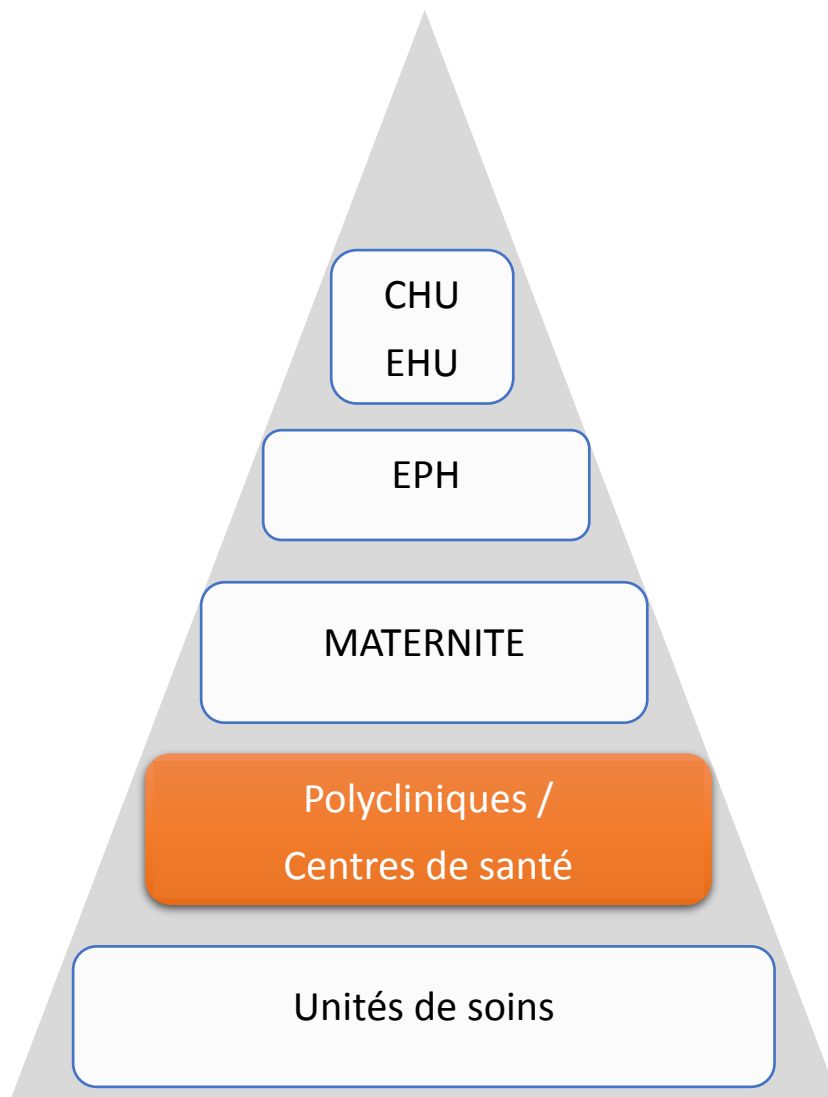 CHU
EHU
EPH
MATERNITE
Polycliniques /
Centres de santé
Unités de soins